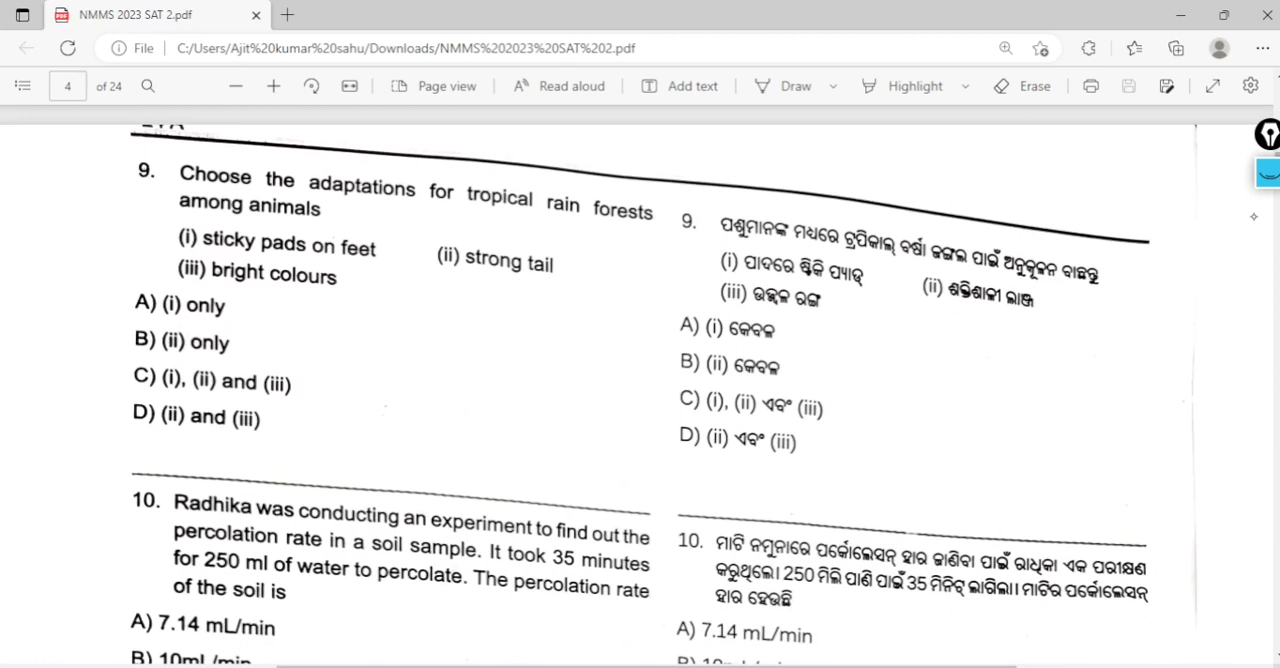 NMMS 2023 SAT 2.pdf
File
C:/Users/Ajit%20kumar%20sahu/Downloads/NMMS%202023%20SAT%202.pdf
4 of 24
Page view
Read aloud
Add text
Draw
Highlight
Erase
9. Choose the adaptations for tropical rain forests
among animals
(i) sticky pads on feet (ii) strong tail
(iii) bright colours
A) (i) only
B) (ii) only
C) (i), (ii) and (iii)
D) (ii) and (iii)
9. ପଶୁମାନଙ୍କ ମଧ୍ୟରେ ଟ୍ରପିକାଲ୍ ବର୍ଷା ଜଙ୍ଗଲ ପାଇଁ ଅନୁକୂଳନ ବାଛନ୍ତୁ
(i) ପାଦରେ ଷ୍ଟିକି ପ୍ୟାଡ୍ (ii) ଶକ୍ତିଶାଳୀ ଲାଞ୍ଜ
(iii) ଉଜ୍ଜ୍ୱଳ ରଙ୍ଗ
A) (i) କେବଳ
B) (ii) କେବଳ
C) (i), (ii) ଏବଂ (iii)
D) (ii) ଏବଂ (iii)
10. Radhika was conducting an experiment to find out the
percolation rate in a soil sample. It took 35 minutes
for 250 ml of water to percolate. The percolation rate
of the soil is
A) 7.14 mL/min
B) 10mL/min
10. ମାଟି ନମୁନାରେ ପର୍କୋଲେସନ୍ ହାର ଜାଣିବା ପାଇଁ ରାଧିକା ଏକ ପରୀକ୍ଷଣ
କରୁଥିଲେ। 250 ମିଲି ପାଣି ପାଇଁ 35 ମିନିଟ୍ ଲାଗିଲା। ମାଟିର ପର୍କୋଲେସନ୍
ହାର ହେଉଛି
A) 7.14 mL/min